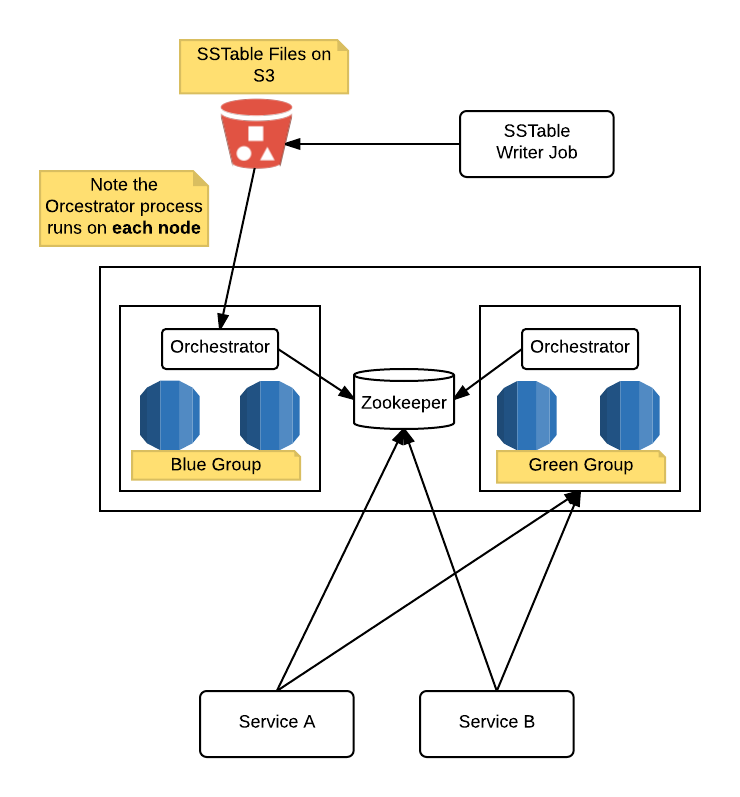 SSTable Files on
S3
SSTable
Writer Job
Note the
Orcestrator process
runs on each node
Orchestrator
Orchestrator
Zookeeper
Blue Group
Green Group
Service A
Service B